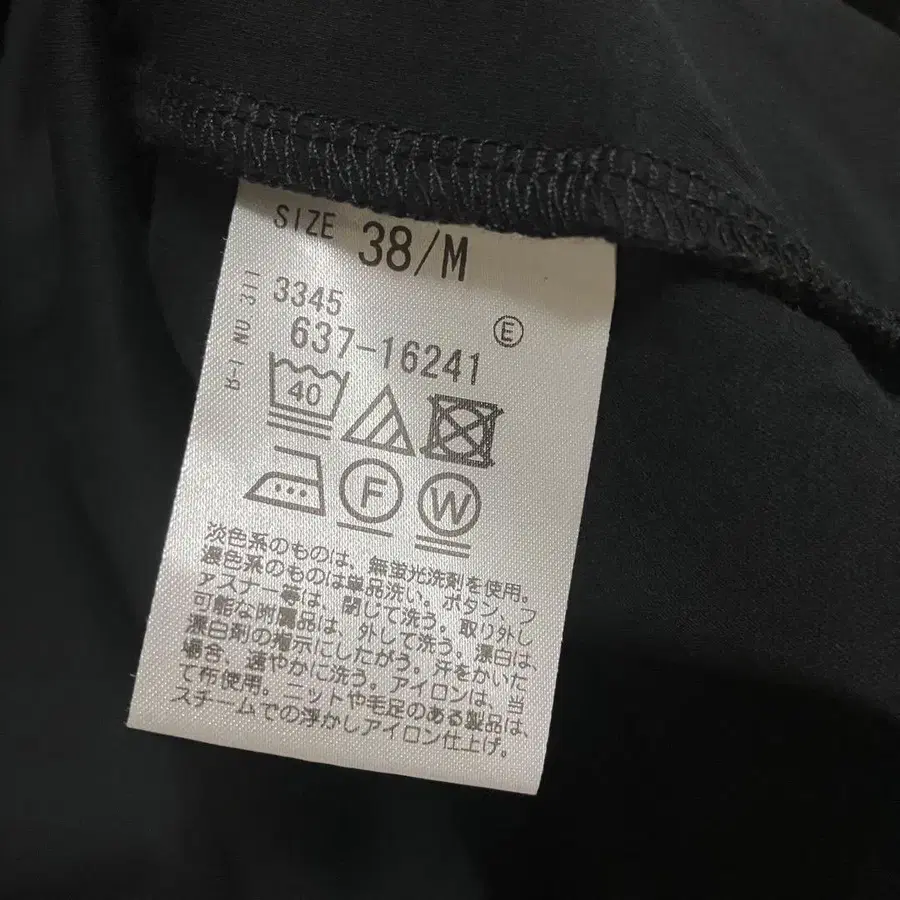 SIZE 38/M
3345
637-16241
E
40
F
W
淡色系のものは、無蛍光洗剤を使用。
濃色系のものは単品洗い。ボタン、フ
ァスナー等は、閉じて洗う。取り外し
可能な附属品は、外して洗う。漂白は、
漂白剤の指示にしたがう。汗をかいた
場合、速やかに洗う。アイロンは、当
て布使用。ニットや毛足のある製品は、
スチームでの浮かしアイロン仕上げ。